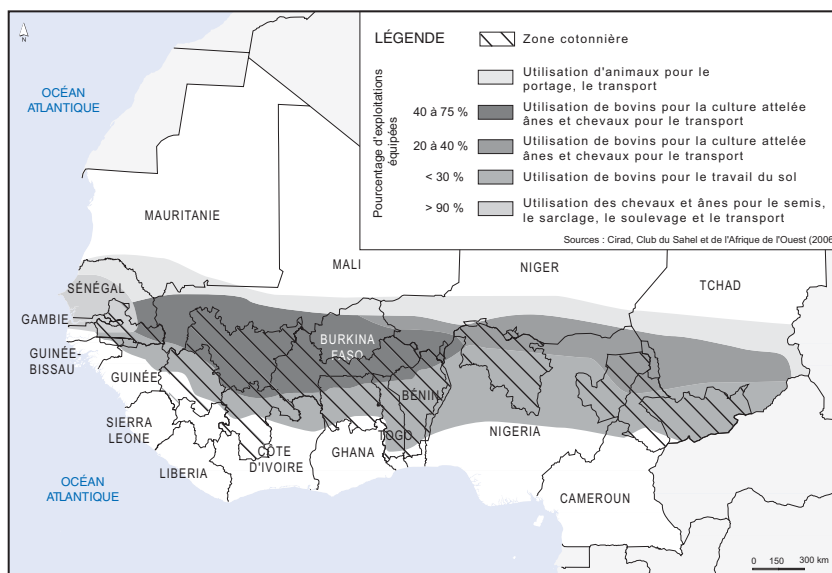 N
LÉGENDE
Zone cotonnière
Utilisation d'animaux pour le
portage, le transport
Pourcentage d'exploitations
équipées
40 à 75 %
Utilisation de bovins pour la culture attelée
ânes et chevaux pour le transport
20 à 40 %
Utilisation de bovins pour la culture attelée
ânes et chevaux pour le transport
< 30 %
Utilisation de bovins pour le travail du sol
> 90 %
Utilisation des chevaux et ânes pour le semis,
le sarclage, le soulevage et le transport
Sources : Cirad, Club du Sahel et de l'Afrique de l'Ouest (2006
OCÉAN
ATLANTIQUE
MAURITANIE
MALI
NIGER
TCHAD
SÉNÉGAL
GAMBIE
GUINÉE-
BISSAU
BURKINA
FASO
GUINÉE
BÉNIN
SIERRA
LEONE
TOGO
NIGERIA
CÔTE
D'IVOIRE
GHANA
LIBERIA
OCÉAN
ATLANTIQUE
CAMEROUN
0 150 300 km